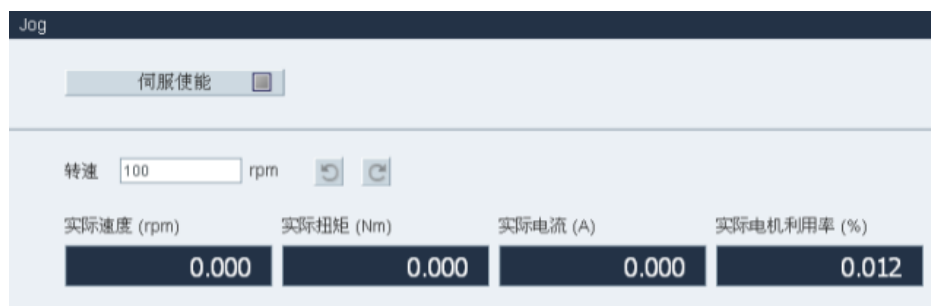 Jog
伺服使能
转速 100 rpm
实际速度 (rpm) 实际扭矩 (Nm) 实际电流 (A) 实际电机利用率 (%)
0.000 0.000 0.000 0.012